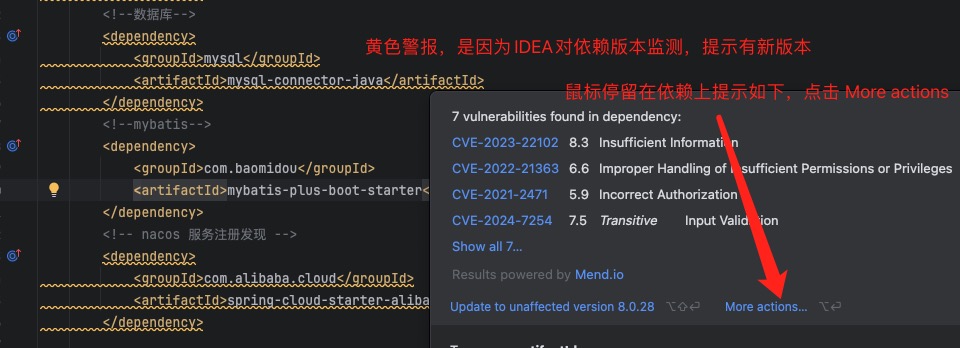 <!--数据库-->
<dependency>
<groupId>mysql</groupId>
<artifactId>mysql-connector-java</artifactId>
</dependency>
<!--mybatis-->
<dependency>
<groupId>com.baomidou</groupId>
<artifactId>mybatis-plus-boot-starter<
</dependency>
<!-- nacos 服务注册发现 -->
<dependency>
<groupId>com.alibaba.cloud</groupId>
<artifactId>spring-cloud-starter-aliba
</dependency>
黄色警报，是因为IDEA对依赖版本监测，提示有新版本
鼠标停留在依赖上提示如下，点击 More actions
7 vulnerabilities found in dependency:
CVE-2023-22102 8.3 Insufficient Information
CVE-2022-21363 6.6 Improper Handling of Insufficient Permissions or Privileges
CVE-2021-2471 5.9 Incorrect Authorization
CVE-2024-7254 7.5 Transitive Input Validation
Show all 7...
Results powered by Mend.io
Update to unaffected version 8.0.28 ⌥⇧⏎ More actions... ⌥⏎